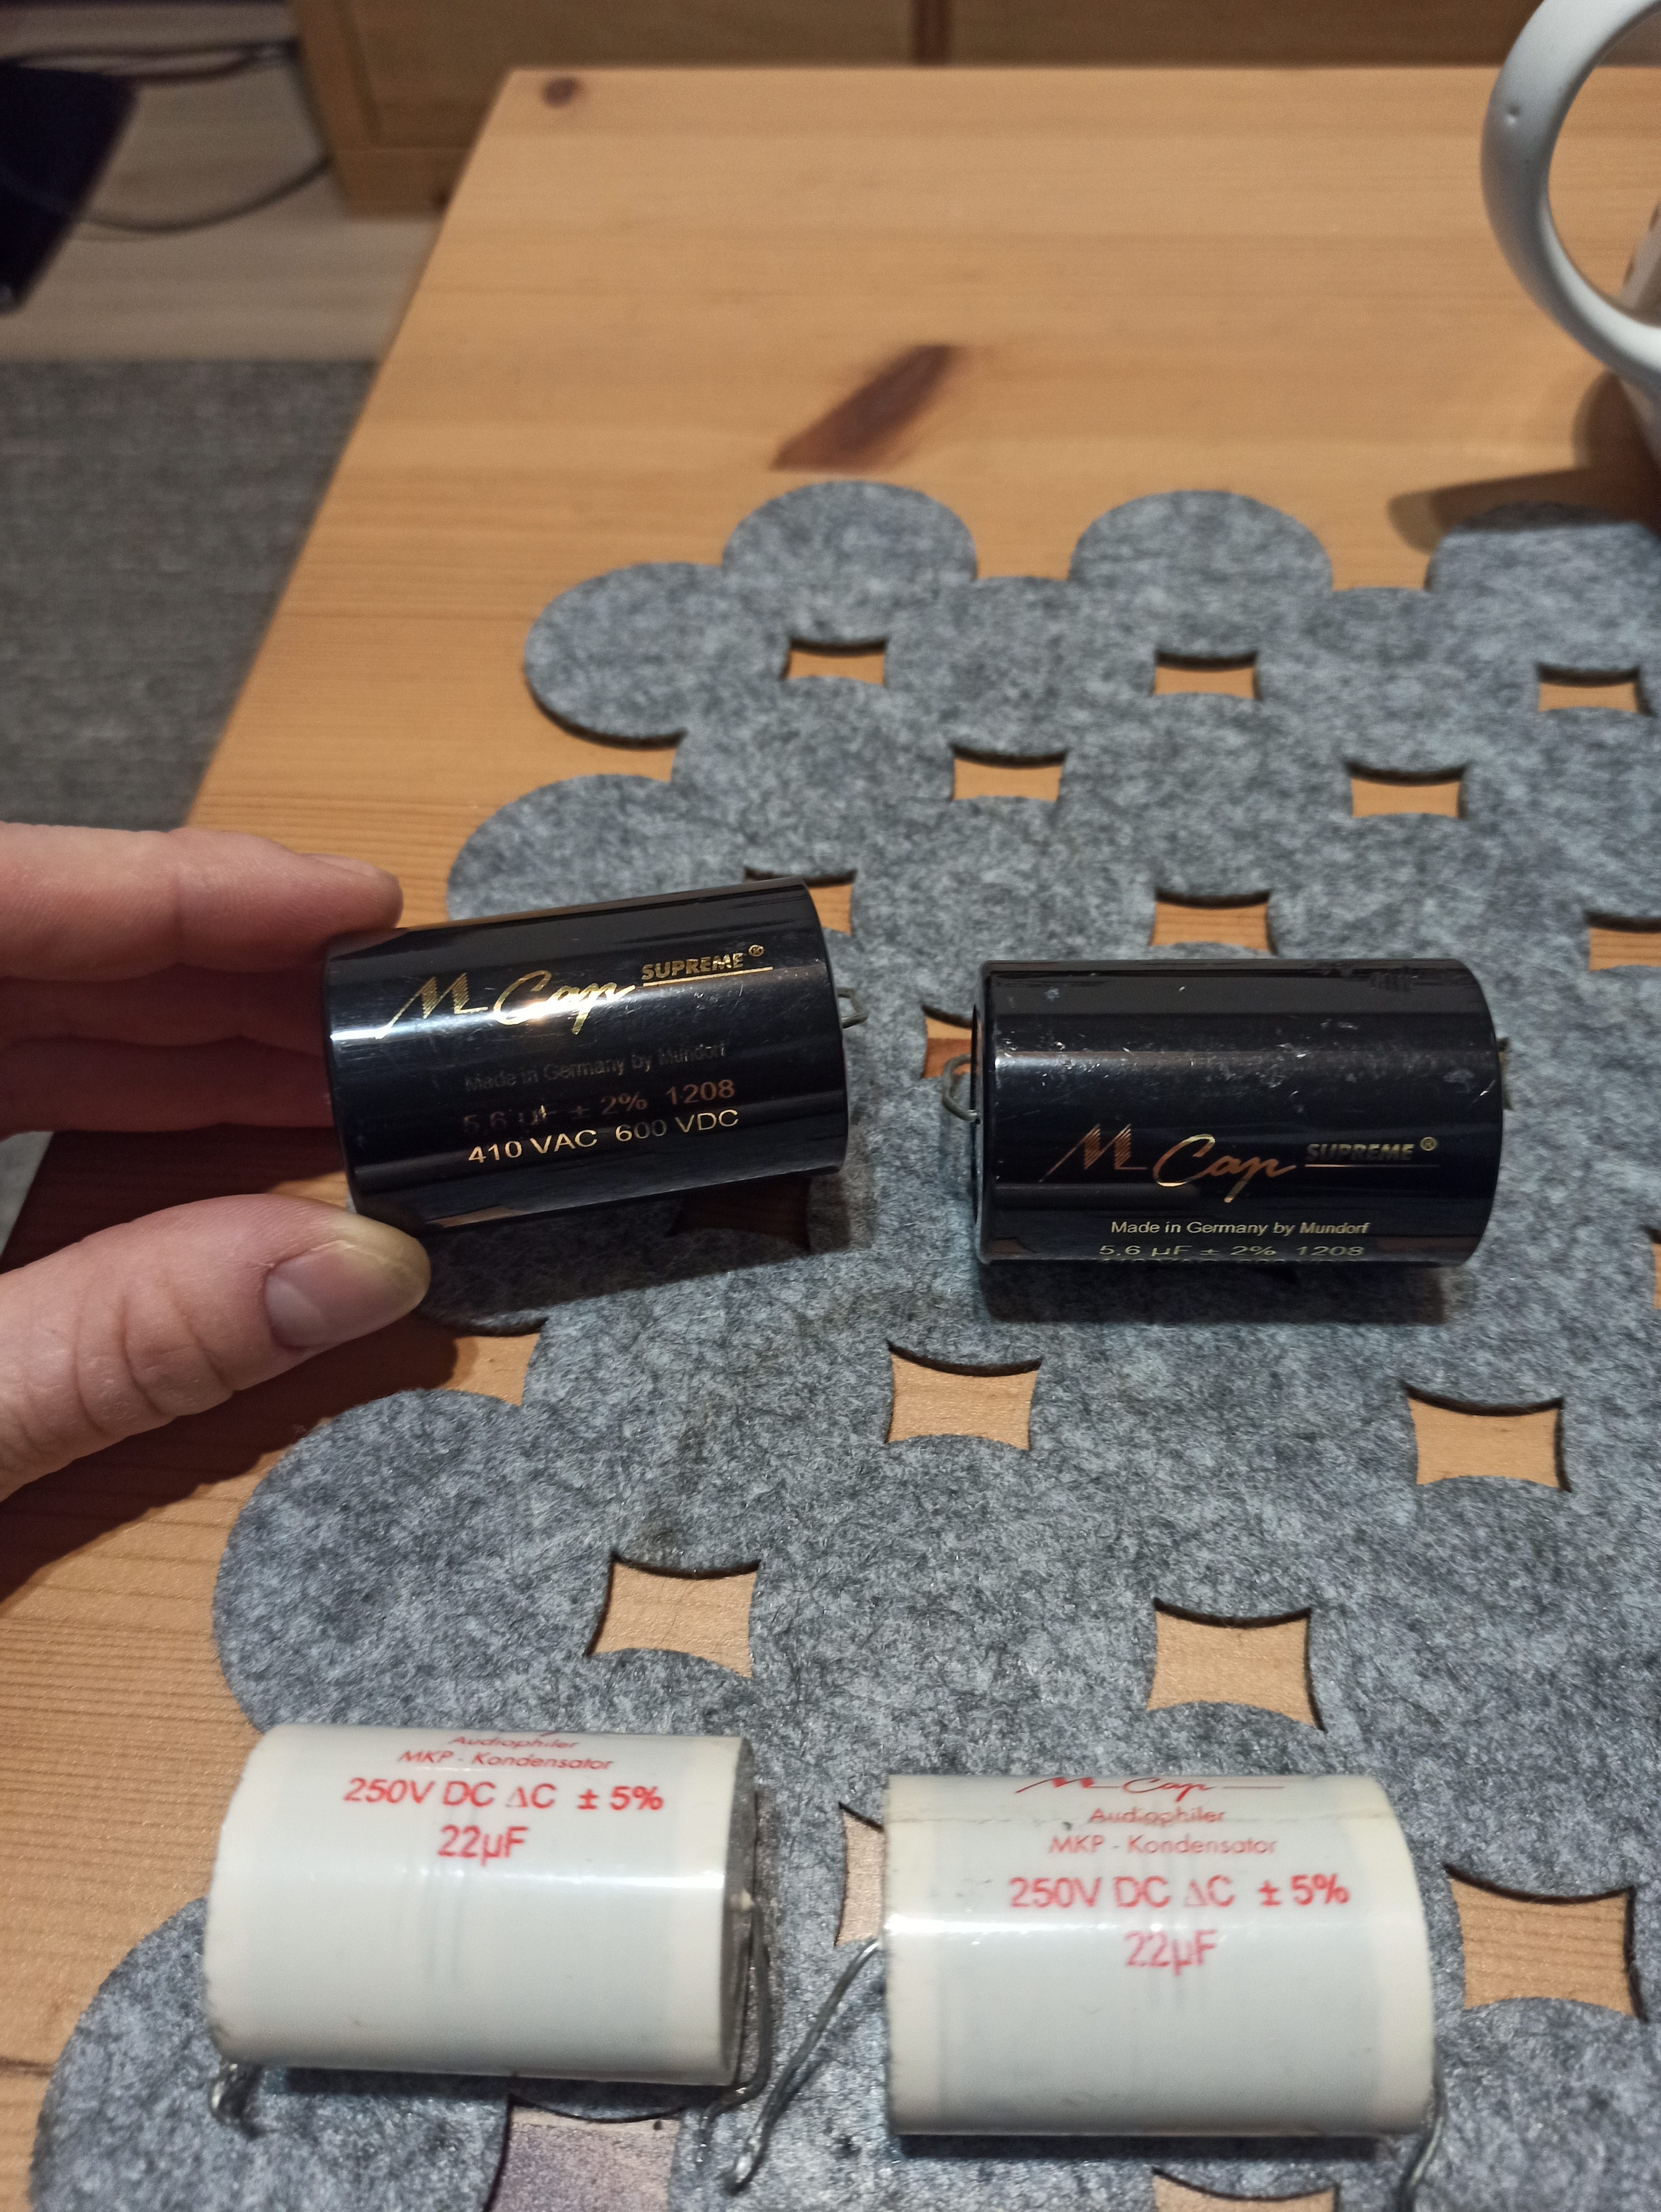 M Cap SUPREME®
Made in Germany by Mundorf
5.6 µF ± 2% 1208
410 VAC 600 VDC
M Cap SUPREME®
Made in Germany by Mundorf
5.6 µF ± 2% 1208
Audiophiler
MKP - Kondensator
250V DC AC ± 5%
22µF
M Cap
Audiophiler
MKP - Kondensator
250V DC AC ± 5%
22µF